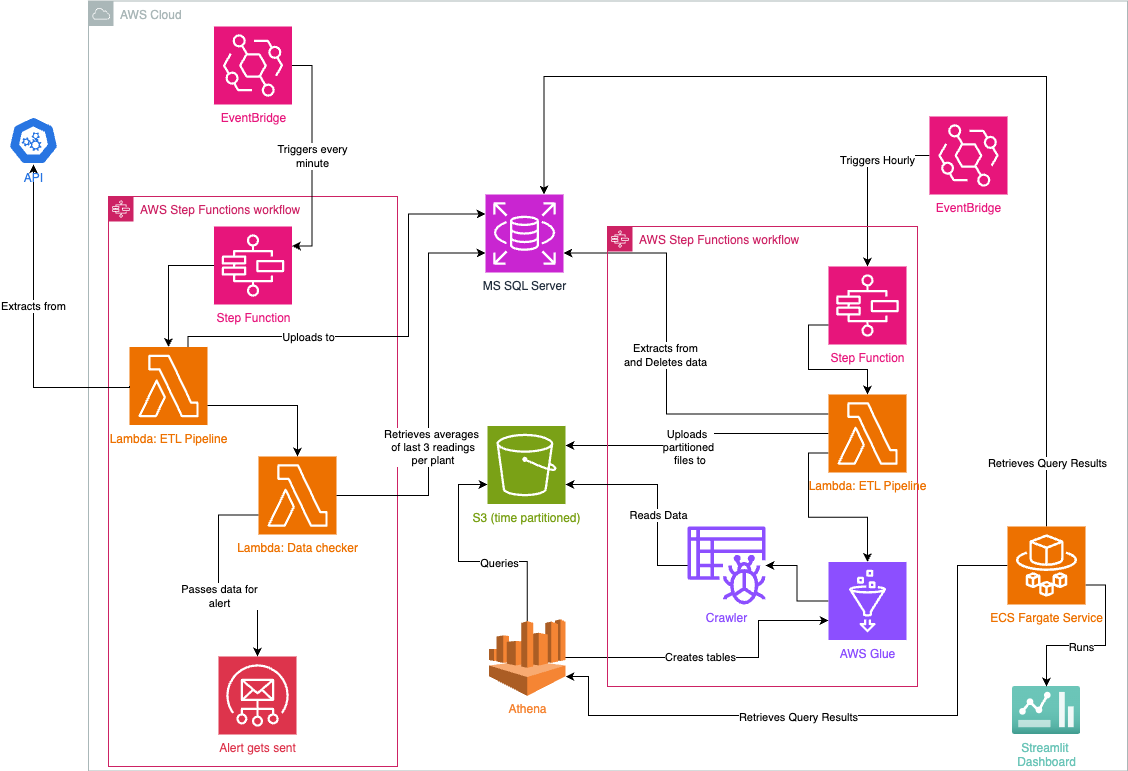 AWS Cloud
EventBridge
Triggers every
minute
API
Extracts from
AWS Step Functions workflow
Step Function
Uploads to
Lambda: ETL Pipeline
Lambda: Data checker
Passes data for
alert
Alert gets sent
MS SQL Server
Retrieves averages
of last 3 readings
per plant
S3 (time partitioned)
Queries
Athena
Triggers Hourly
EventBridge
AWS Step Functions workflow
Step Function
Extracts from
and Deletes data
Uploads
partitioned
files to
Lambda: ETL Pipeline
Reads Data
Crawler
AWS Glue
Creates tables
Retrieves Query Results
ECS Fargate Service
Runs
Retrieves Query Results
Streamlit
Dashboard